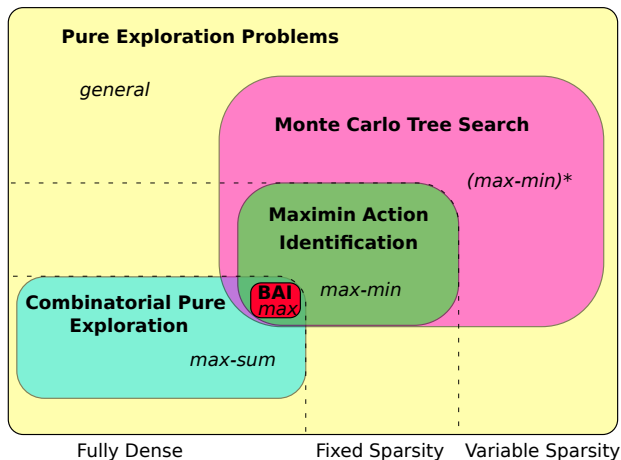 Pure Exploration Problems
general
Monte Carlo Tree Search
(max-min)*
Maximin Action
Identification
max-min
BAI
max
Combinatorial Pure
Exploration
max-sum
Fully Dense
Fixed Sparsity
Variable Sparsity